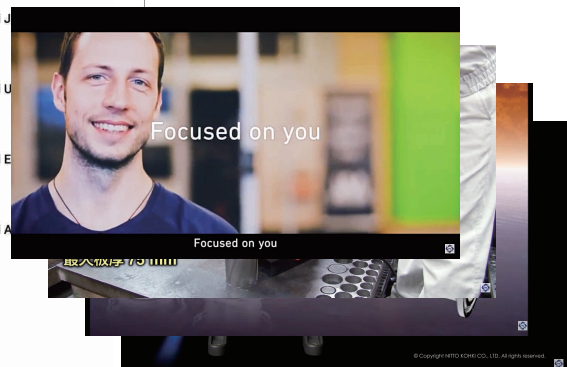 i J
i U
i E
i A
Focused on you
Focused on you
最大板厚 75 mm
© Copyright NITTO KOHKI CO., LTD. All rights reserved.